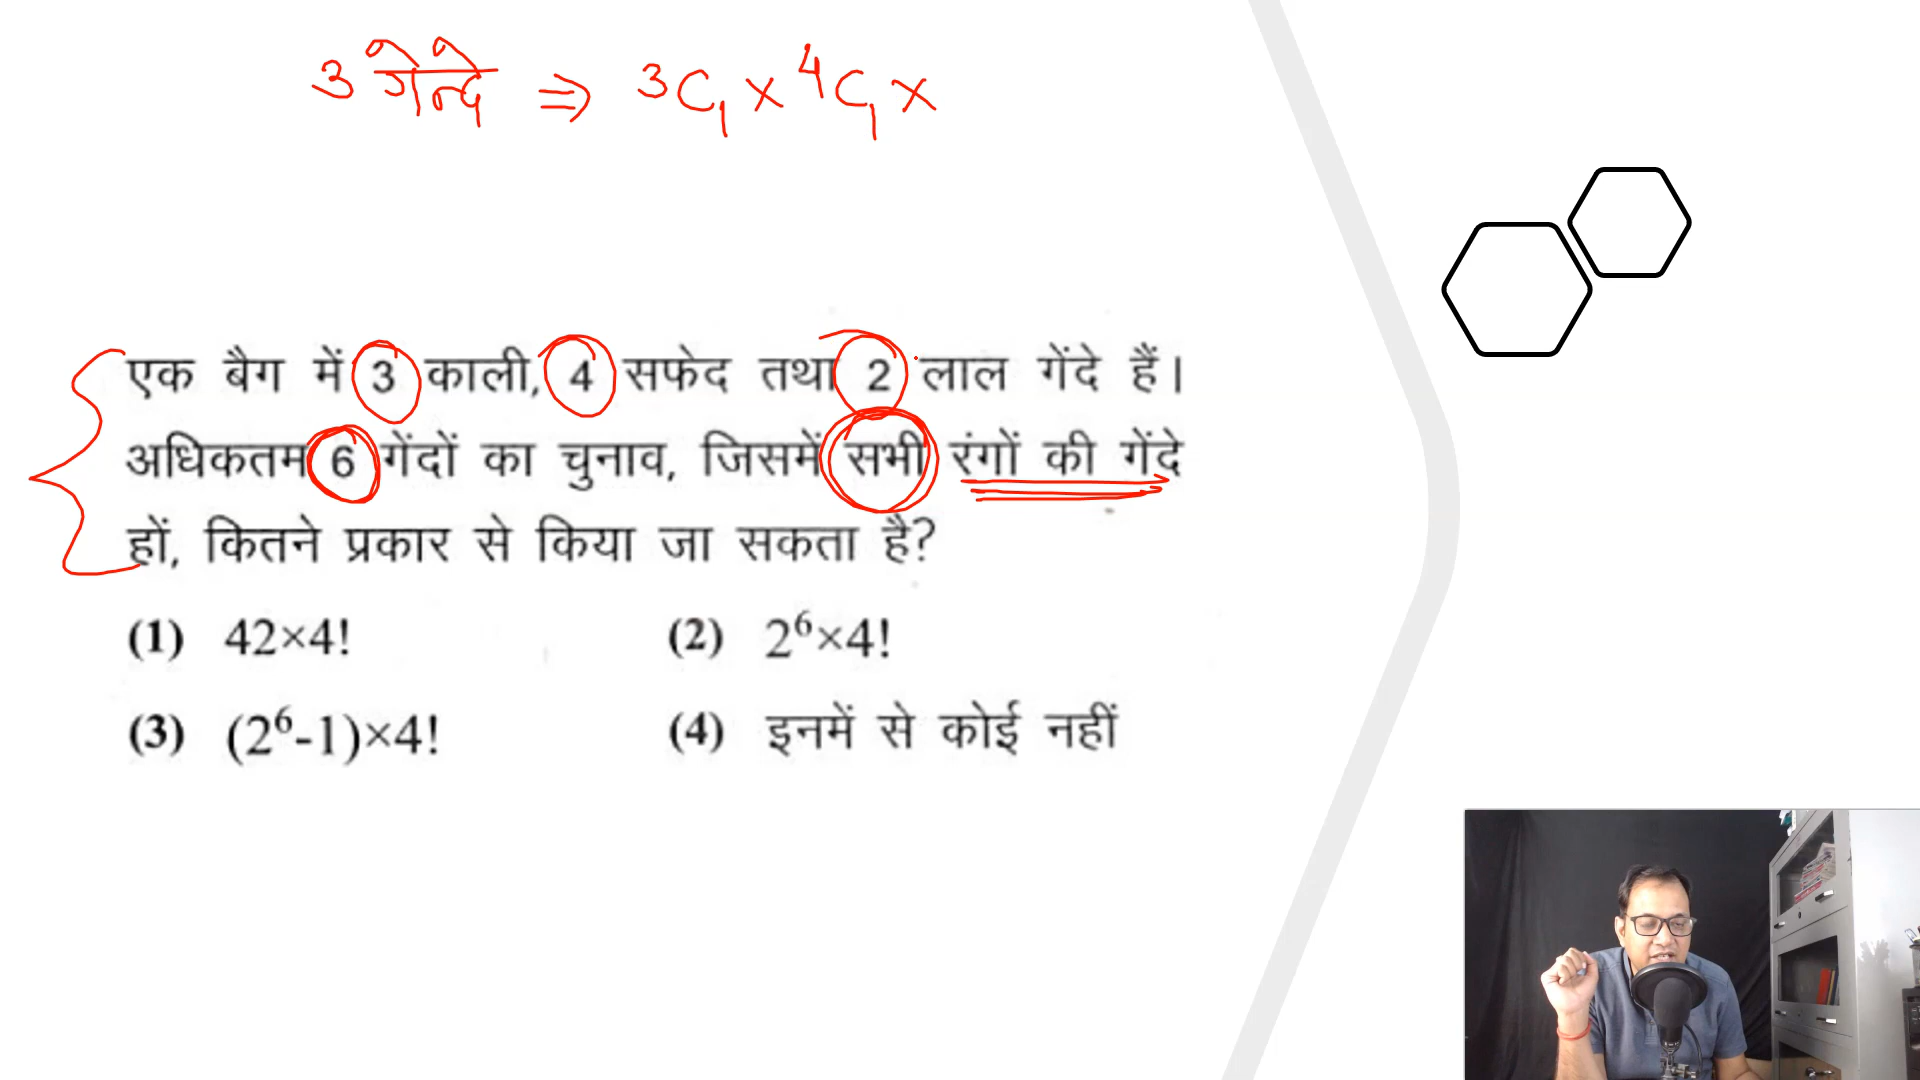 3 गेन्दे ⇒ ³C₁ × ⁴C₁ ×
एक बैग में 3 काली, 4 सफेद तथा 2 लाल गेंदे हैं।
अधिकतम 6 गेंदों का चुनाव, जिसमें सभी रंगों की गेंदे
हों, कितने प्रकार से किया जा सकता है?
(1) 42×4! (2) 2⁶×4!
(3) (2⁶-1)×4! (4) इनमें से कोई नहीं